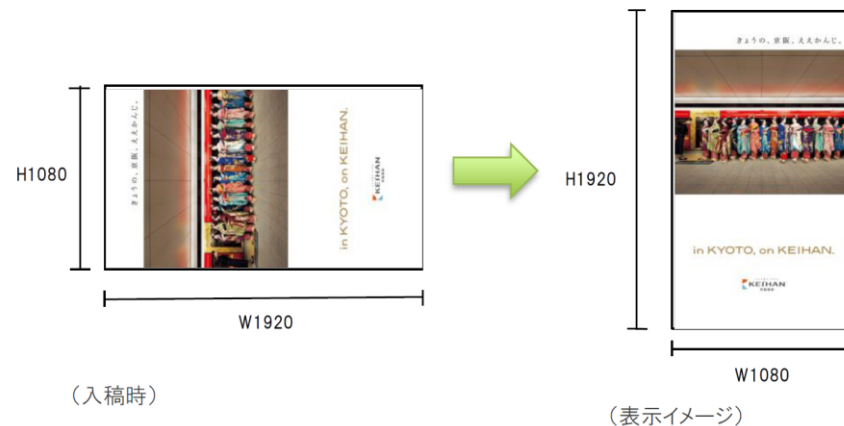 きょうの、京阪、ええかんじ。
H1080
in KYOTO, on KEIHAN.
KEIHAN
W1920
(入稿時)
きょうの、京阪、ええかんじ。
H1920
in KYOTO, on KEIHAN.
KEIHAN
W1080
(表示イメージ)